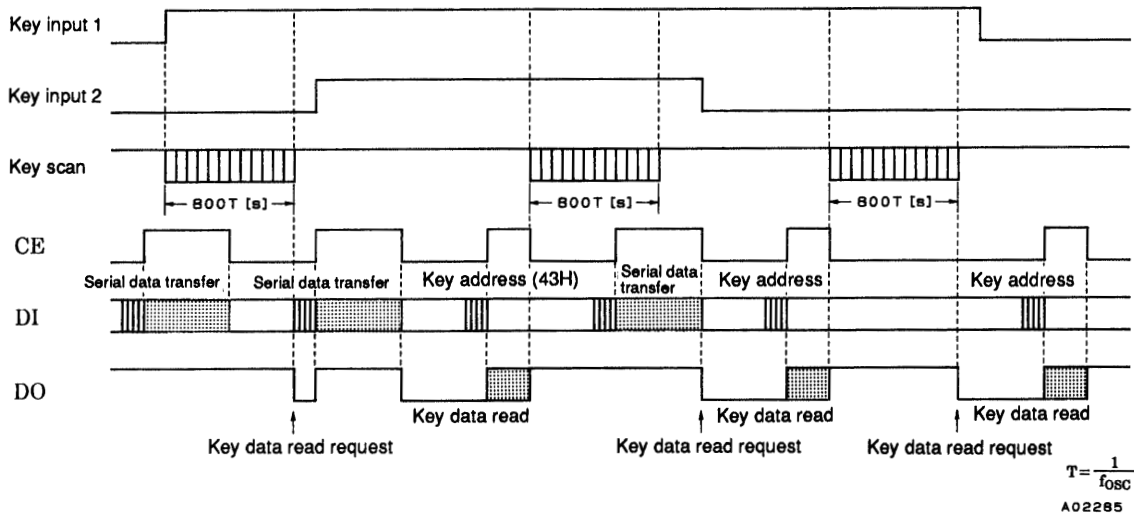 Key input 1
Key input 2
Key scan
800T [s] 800T [s] 800T [s]
CE
Serial data transfer Serial data transfer Key address (43H) Serial data transfer Key address Key address
DI
DO
Key data read Key data read Key data read
Key data read request Key data read request Key data read request
T=1/fosc
A02285